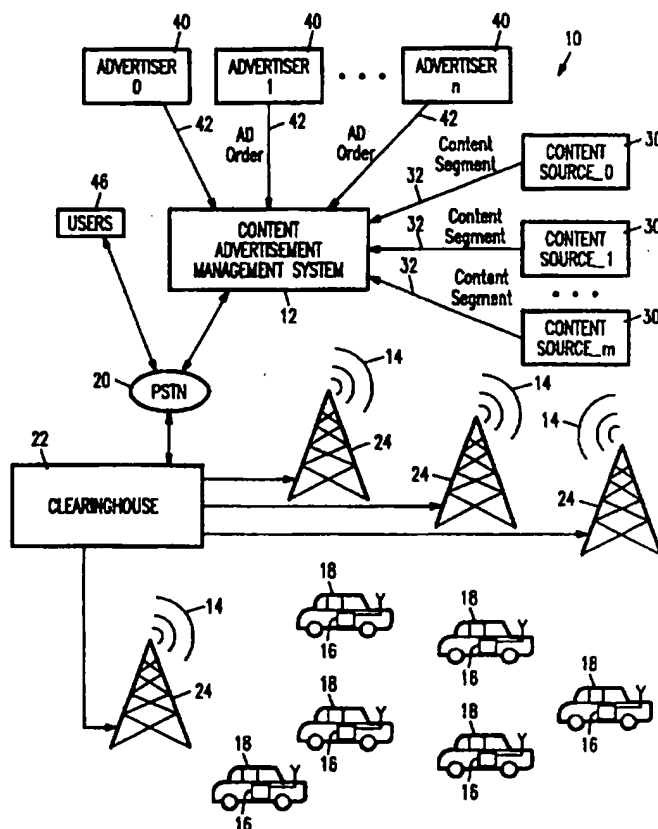 40 40 40
10
ADVERTISER 0
ADVERTISER 1
• • •
ADVERTISER n
42 42 42
AD Order
AD Order
46
USERS
CONTENT ADVERTISEMENT MANAGEMENT SYSTEM
12
Content Segment
32
30
CONTENT SOURCE_0
Content Segment
32
30
CONTENT SOURCE_1
• • •
Content Segment
32
30
CONTENT SOURCE_m
20
PSTN
14
24
14
24
14
24
22
CLEARINGHOUSE
14
24
18
16
18
16
18
16
18
16
18
16
18
16